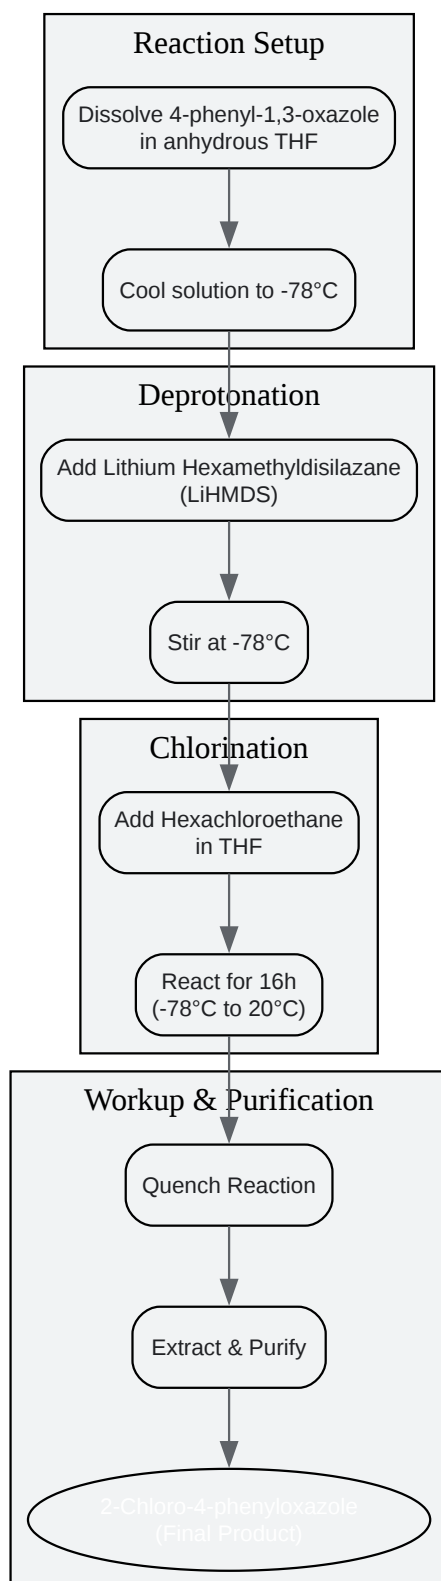 Reaction Setup
Dissolve 4-phenyl-1,3-oxazole
in anhydrous THF
Cool solution to -78°C
Deprotonation
Add Lithium Hexamethyldisilazane
(LiHMDS)
Stir at -78°C
Chlorination
Add Hexachloroethane
in THF
React for 16h
(-78°C to 20°C)
Workup & Purification
Quench Reaction
Extract & Purify
2-Chloro-4-phenyloxazole
(Final Product)